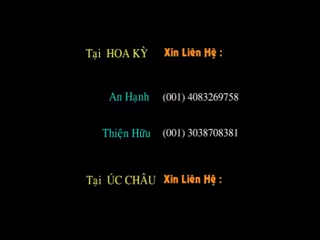 Tại HOA KỲ Xin Liên Hệ :
An Hạnh (001) 4083269758
Thiện Hữu (001) 3038708381
Tại ÚC CHÂU Xin Liên Hệ :